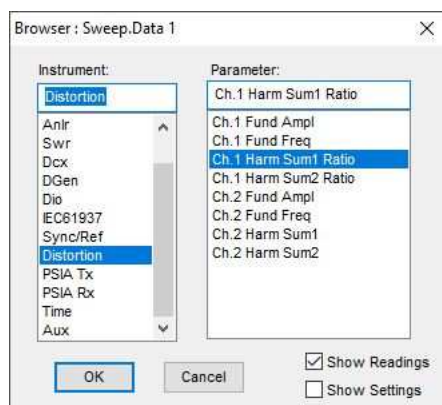 Browser : Sweep.Data 1
Instrument:
Distortion
Anlr
Swr
Dcx
DGen
Dio
IEC61937
Sync/Ref
Distortion
PSIA Tx
PSIA Rx
Time
Aux
Parameter:
Ch.1 Harm Sum1 Ratio
Ch.1 Fund Ampl
Ch.1 Fund Freq
Ch.1 Harm Sum1 Ratio
Ch.1 Harm Sum2 Ratio
Ch.2 Fund Ampl
Ch.2 Fund Freq
Ch.2 Harm Sum1
Ch.2 Harm Sum2
OK
Cancel
Show Readings
Show Settings